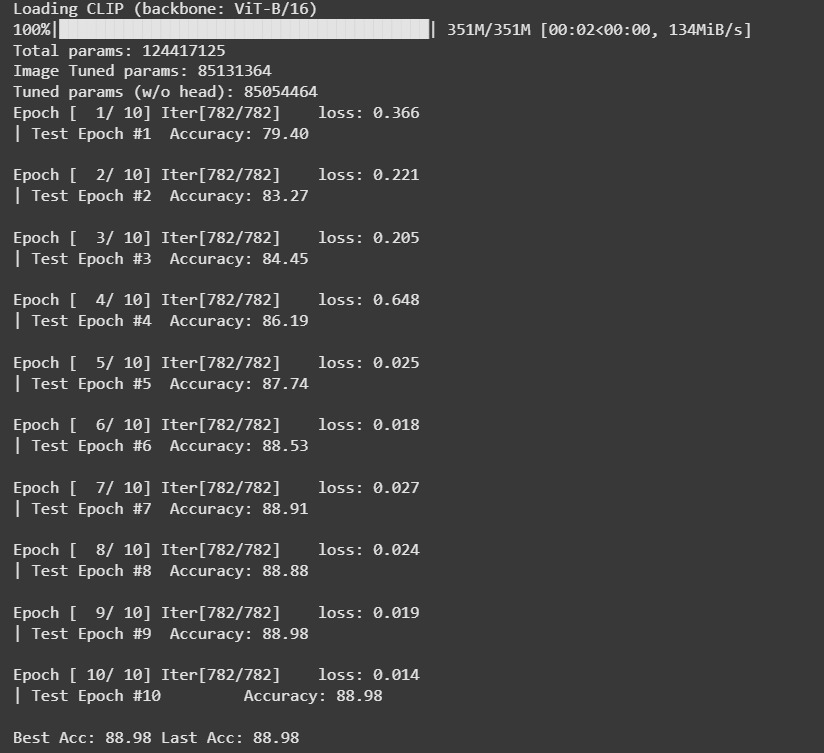 Loading CLIP (backbone: ViT-B/16)
100%|████████████████████████████████████████| 351M/351M [00:02<00:00, 134MiB/s]
Total params: 124417125
Image Tuned params: 85131364
Tuned params (w/o head): 85054464
Epoch [  1/ 10] Iter[782/782]    loss: 0.366
| Test Epoch #1  Accuracy: 79.40
Epoch [  2/ 10] Iter[782/782]    loss: 0.221
| Test Epoch #2  Accuracy: 83.27
Epoch [  3/ 10] Iter[782/782]    loss: 0.205
| Test Epoch #3  Accuracy: 84.45
Epoch [  4/ 10] Iter[782/782]    loss: 0.648
| Test Epoch #4  Accuracy: 86.19
Epoch [  5/ 10] Iter[782/782]    loss: 0.025
| Test Epoch #5  Accuracy: 87.74
Epoch [  6/ 10] Iter[782/782]    loss: 0.018
| Test Epoch #6  Accuracy: 88.53
Epoch [  7/ 10] Iter[782/782]    loss: 0.027
| Test Epoch #7  Accuracy: 88.91
Epoch [  8/ 10] Iter[782/782]    loss: 0.024
| Test Epoch #8  Accuracy: 88.88
Epoch [  9/ 10] Iter[782/782]    loss: 0.019
| Test Epoch #9  Accuracy: 88.98
Epoch [ 10/ 10] Iter[782/782]    loss: 0.014
| Test Epoch #10         Accuracy: 88.98
Best Acc: 88.98 Last Acc: 88.98